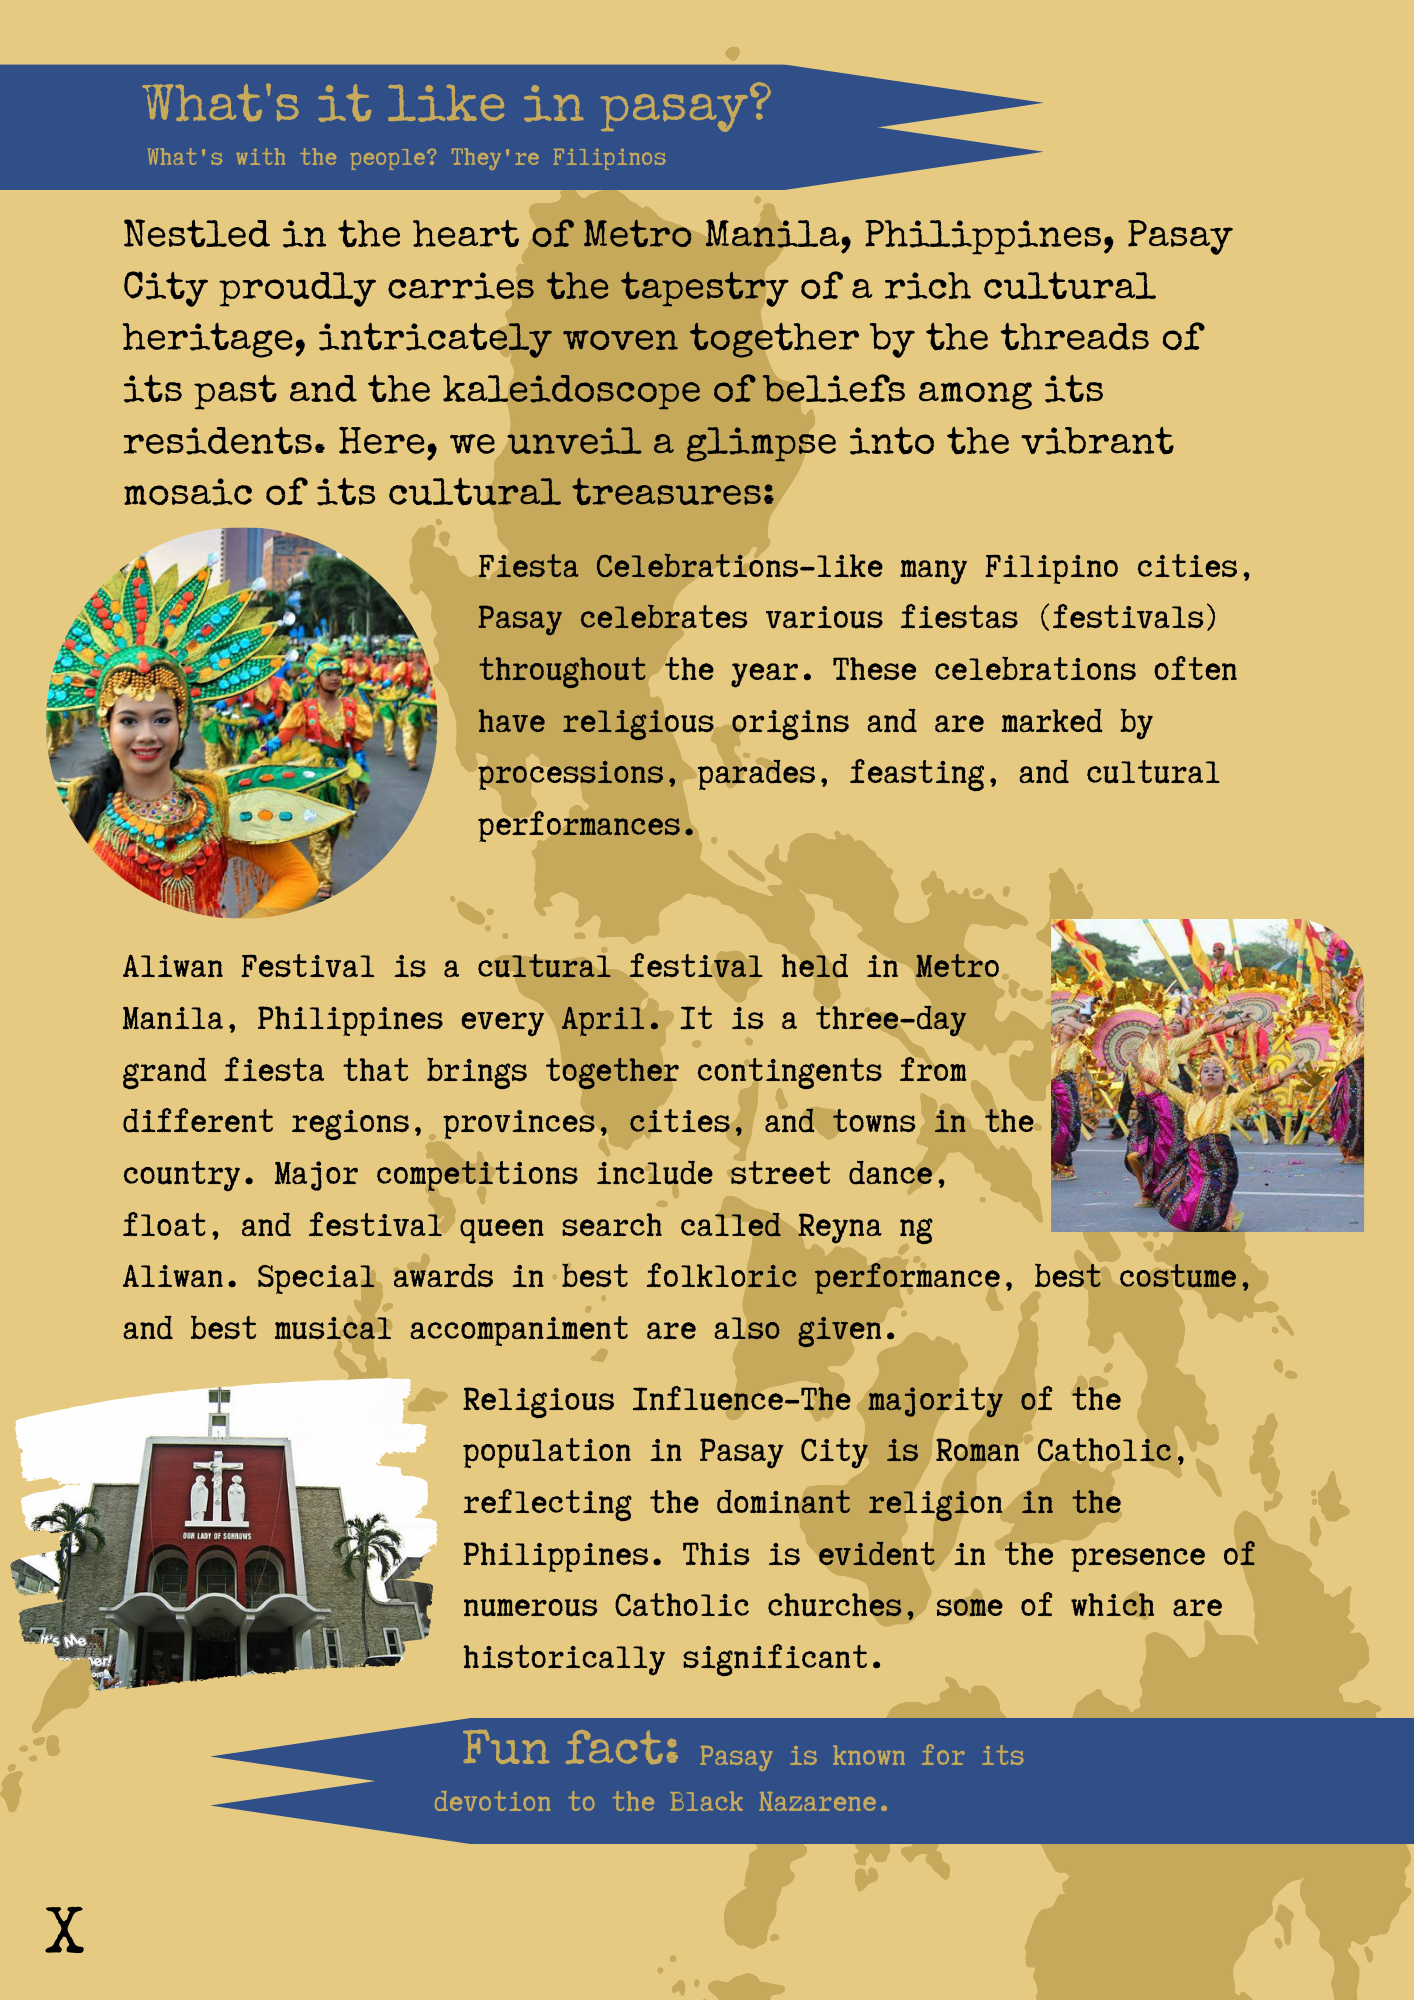 What's it like in pasay?
What's with the people? They're Filipinos
Nestled in the heart of Metro Manila, Philippines, Pasay
City proudly carries the tapestry of a rich cultural
heritage, intricately woven together by the threads of
its past and the kaleidoscope of beliefs among its
residents. Here, we unveil a glimpse into the vibrant
mosaic of its cultural treasures:
Fiesta Celebrations-like many Filipino cities,
Pasay celebrates various fiestas (festivals)
throughout the year. These celebrations often
have religious origins and are marked by
processions, parades, feasting, and cultural
performances.
Aliwan Festival is a cultural festival held in Metro
Manila, Philippines every April. It is a three-day
grand fiesta that brings together contingents from
different regions, provinces, cities, and towns in the
country. Major competitions include street dance,
float, and festival queen search called Reyna ng
Aliwan. Special awards in best folkloric performance, best costume,
and best musical accompaniment are also given.
OUR LADY OF SORROWS
It's Me
Religious Influence-The majority of the
population in Pasay City is Roman Catholic,
reflecting the dominant religion in the
Philippines. This is evident in the presence of
numerous Catholic churches, some of which are
historically significant.
Fun fact: Pasay is known for its
devotion to the Black Nazarene.
X